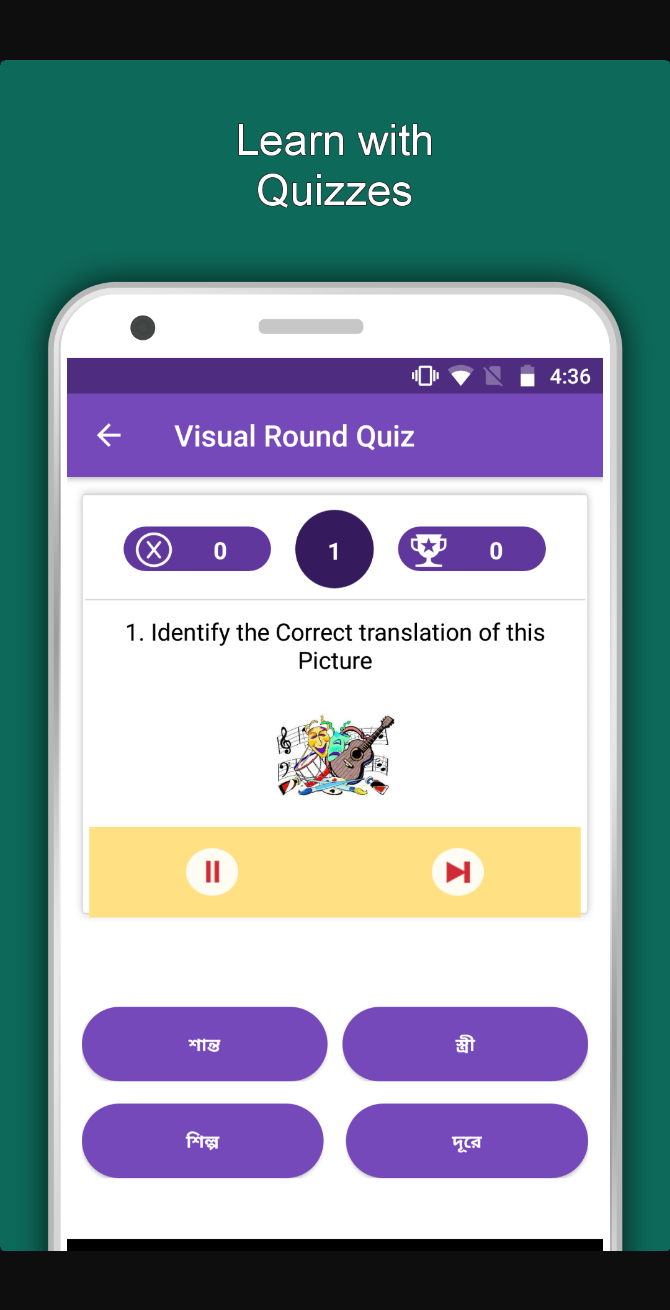 Learn with
Quizzes
4:36
Visual Round Quiz
0
1
0
1. Identify the Correct translation of this
Picture
শান্ত
স্ত্রী
শিল্প
দূরে